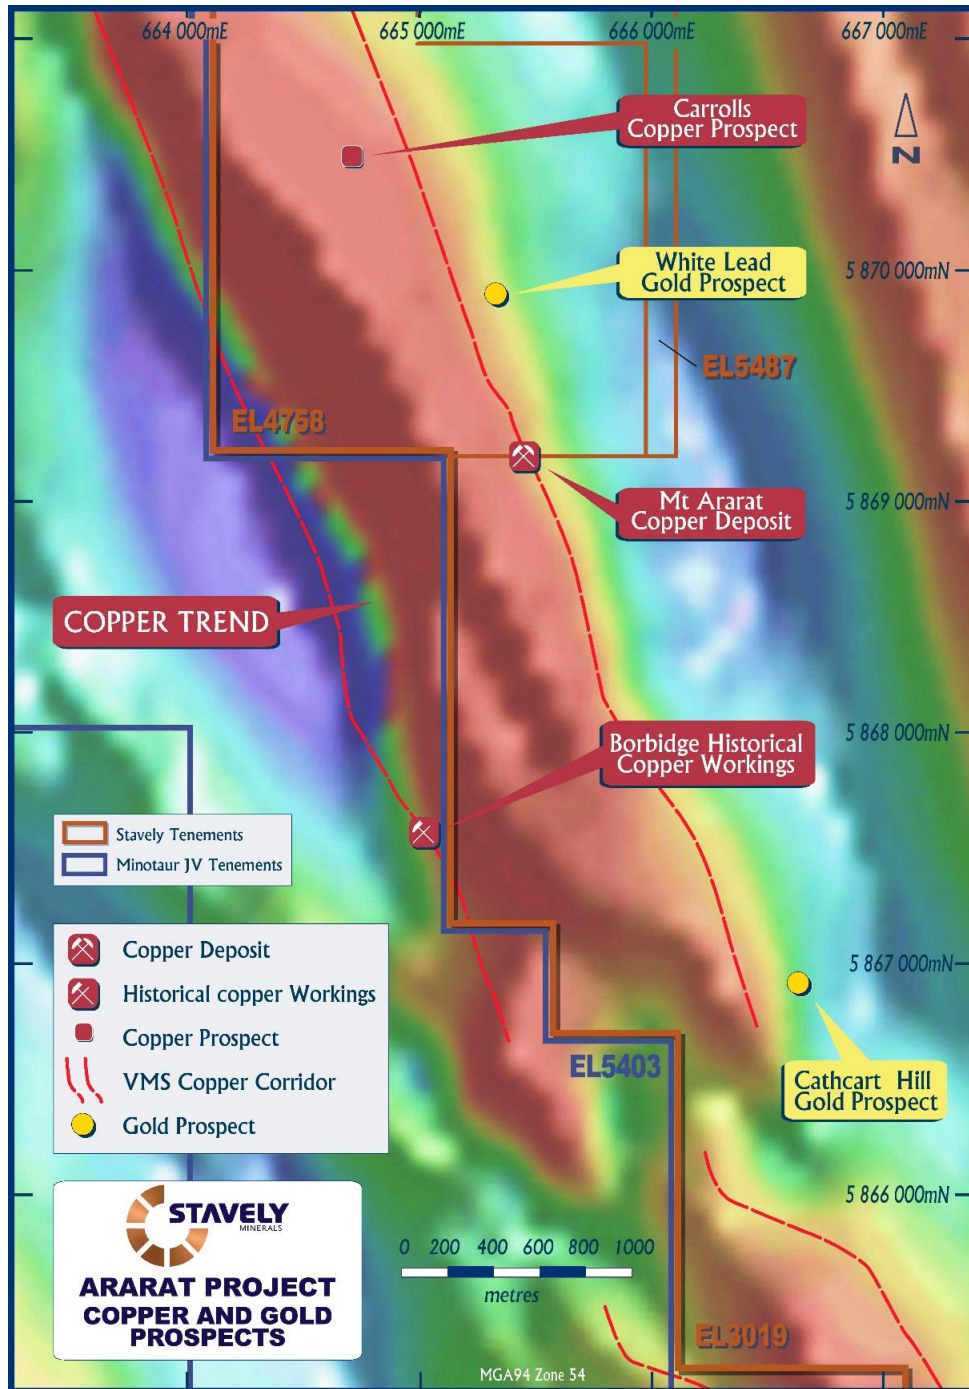 664 000mE
665 000mE
666 000mE
667 000mE
Carrolls
Copper Prospect
N
White Lead
Gold Prospect
5 870 000mN
EL5487
EL4758
Mt Ararat
Copper Deposit
5 869 000mN
COPPER TREND
Borbidge Historical
Copper Workings
5 868 000mN
Stavely Tenements
Minotaur JV Tenements
Copper Deposit
Historical copper Workings
Copper Prospect
VMS Copper Corridor
Gold Prospect
5 867 000mN
EL5403
Cathcart Hill
Gold Prospect
5 866 000mN
STAVELY
MINERALS
ARARAT PROJECT
COPPER AND GOLD
PROSPECTS
0 200 400 600 800 1000
metres
EL3019
MGA94 Zone 54